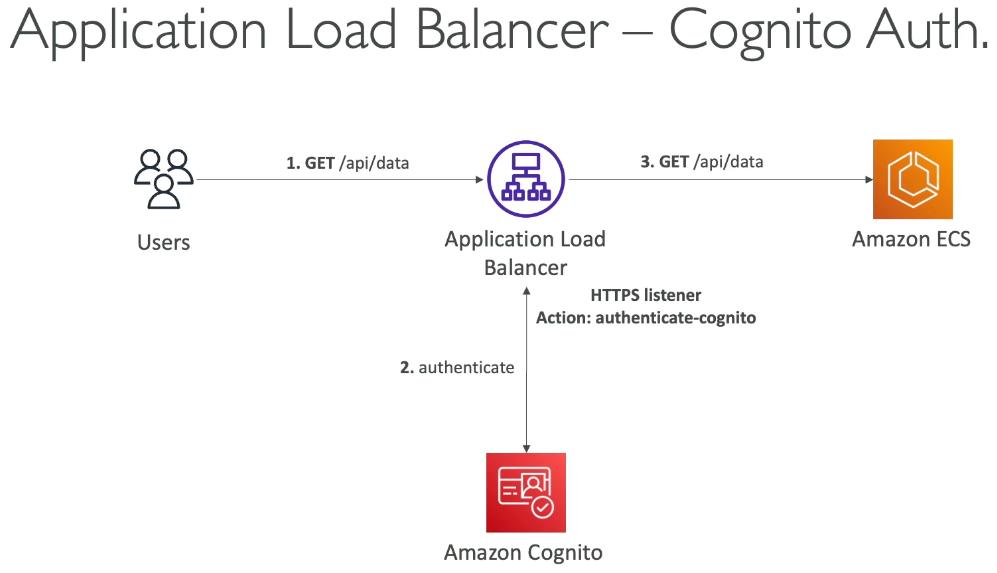 Application Load Balancer – Cognito Auth.
1. GET /api/data
3. GET /api/data
Users
Application Load
Balancer
Amazon ECS
HTTPS listener
Action: authenticate-cognito
2. authenticate
Amazon Cognito